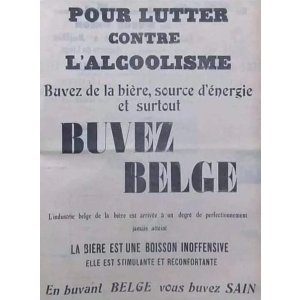 POUR LUTTER
CONTRE
L'ALCOOLISME
Buvez de la bière, source d'énergie
et surtout
BUVEZ
BELGE
L'industrie belge de la bière est arrivée à un degré de perfectionnement
jamais atteint
LA BIÈRE EST UNE BOISSON INOFFENSIVE
ELLE EST STIMULANTE ET RÉCONFORTANTE
En buvant BELGE vous buvez SAIN